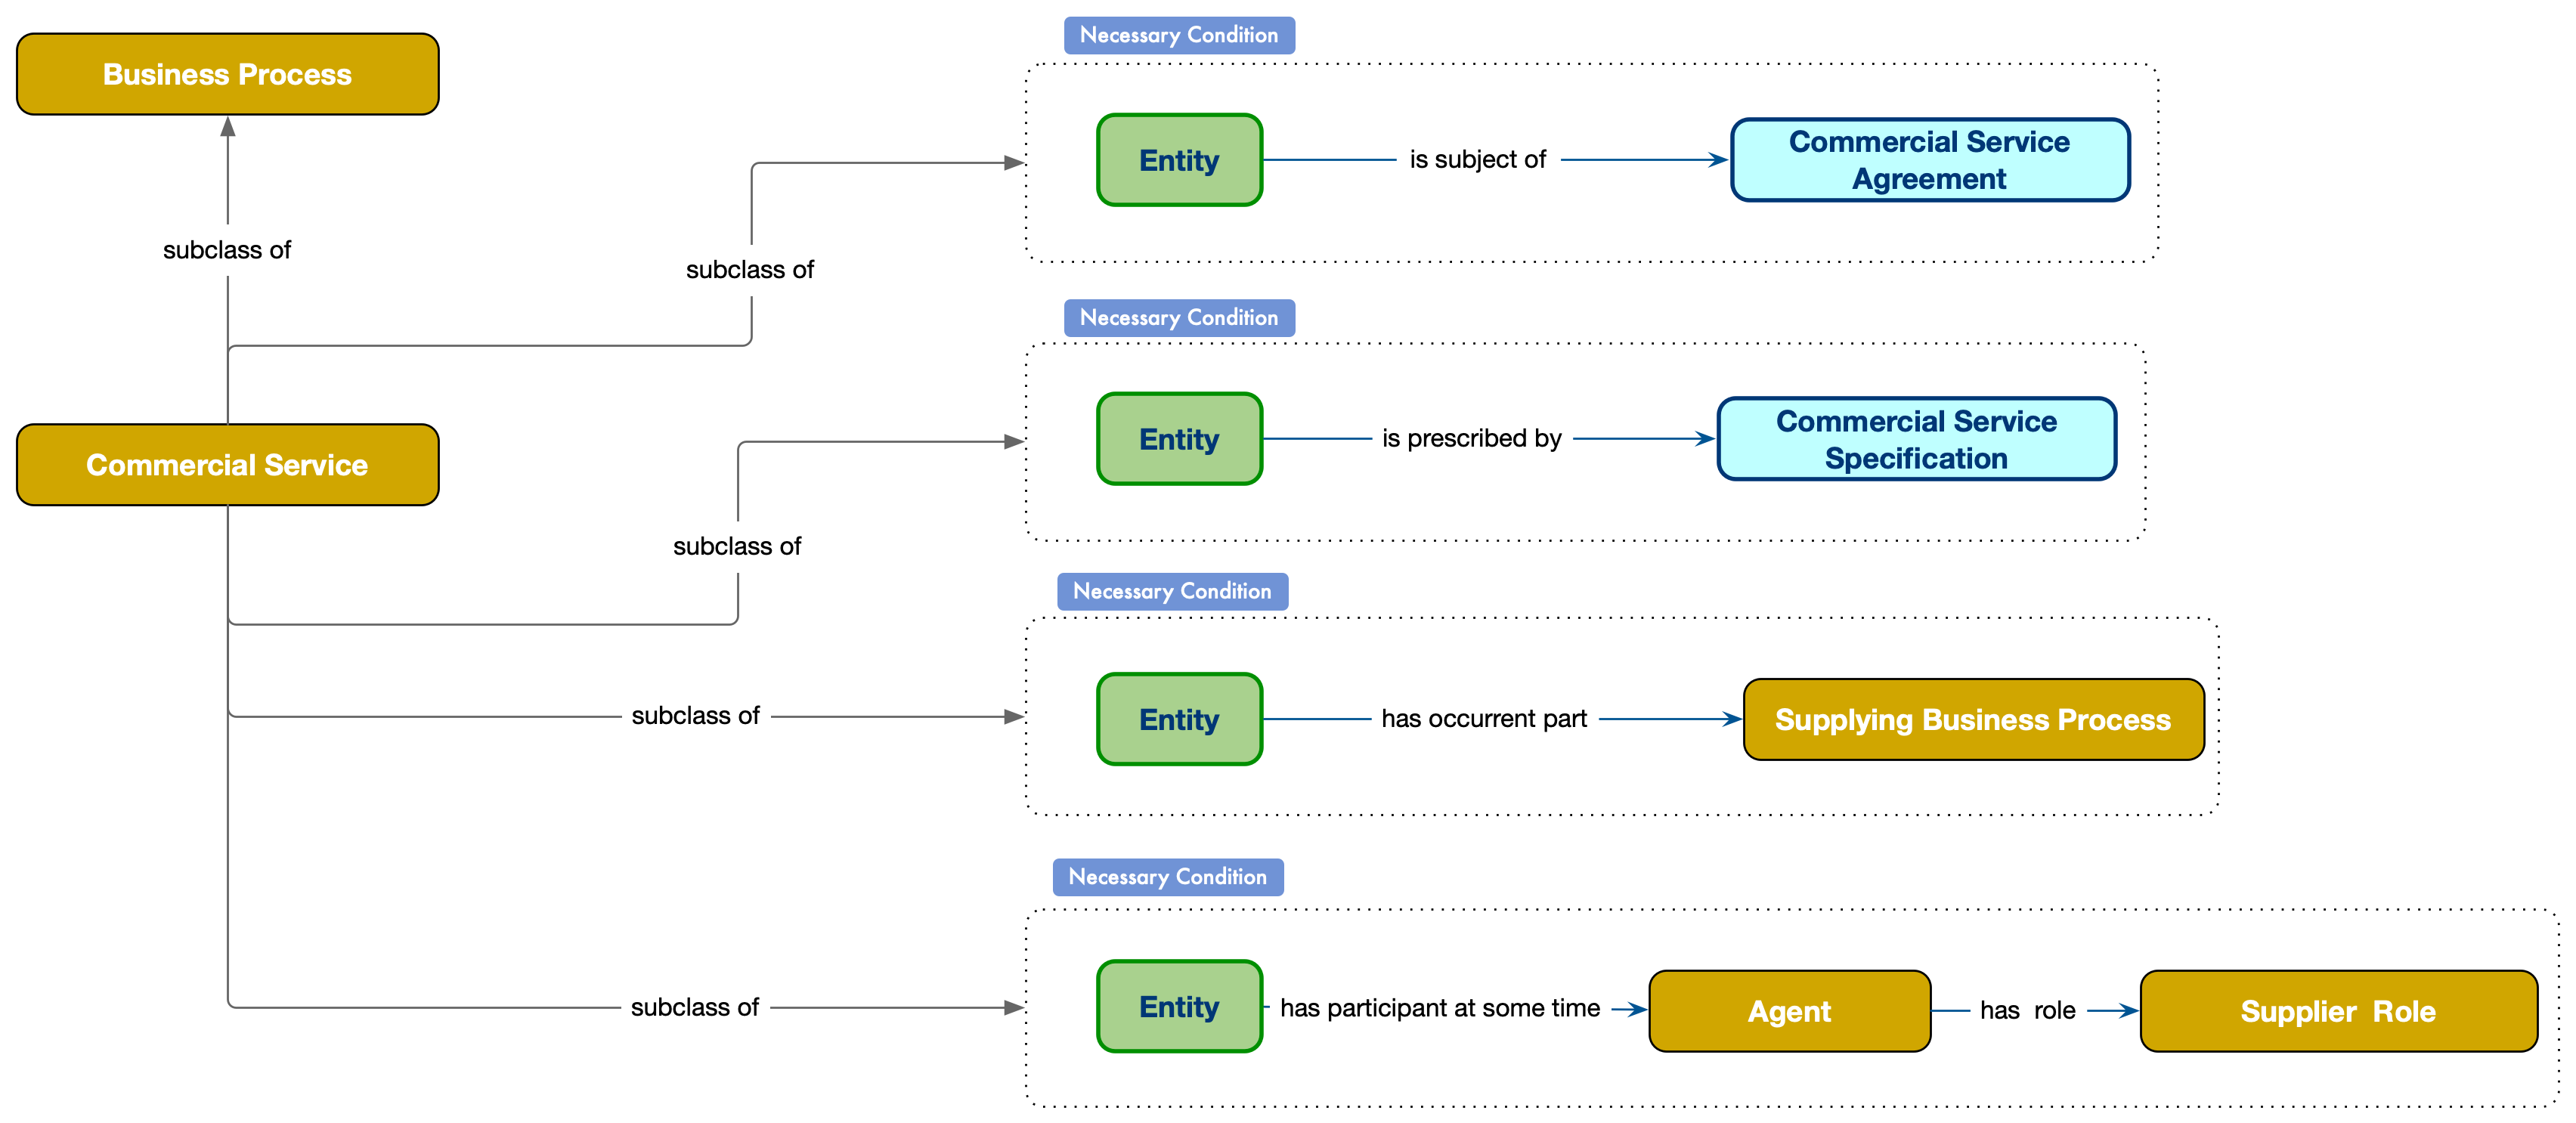 Necessary Condition
Business Process
Entity
is subject of
Commercial Service
Agreement
subclass of
subclass of
Necessary Condition
Entity
is prescribed by
Commercial Service
Specification
Commercial Service
subclass of
Necessary Condition
Entity
has occurrent part
Supplying Business Process
subclass of
Necessary Condition
Entity
has participant at some time
Agent
has  role
Supplier  Role
subclass of